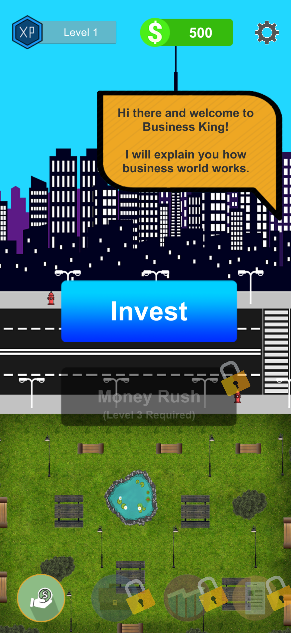 XP
Level 1
$
500
Hi there and welcome to
Business King!
I will explain you how
business world works.
Invest
Money Rush
(Level 3 Required)
$